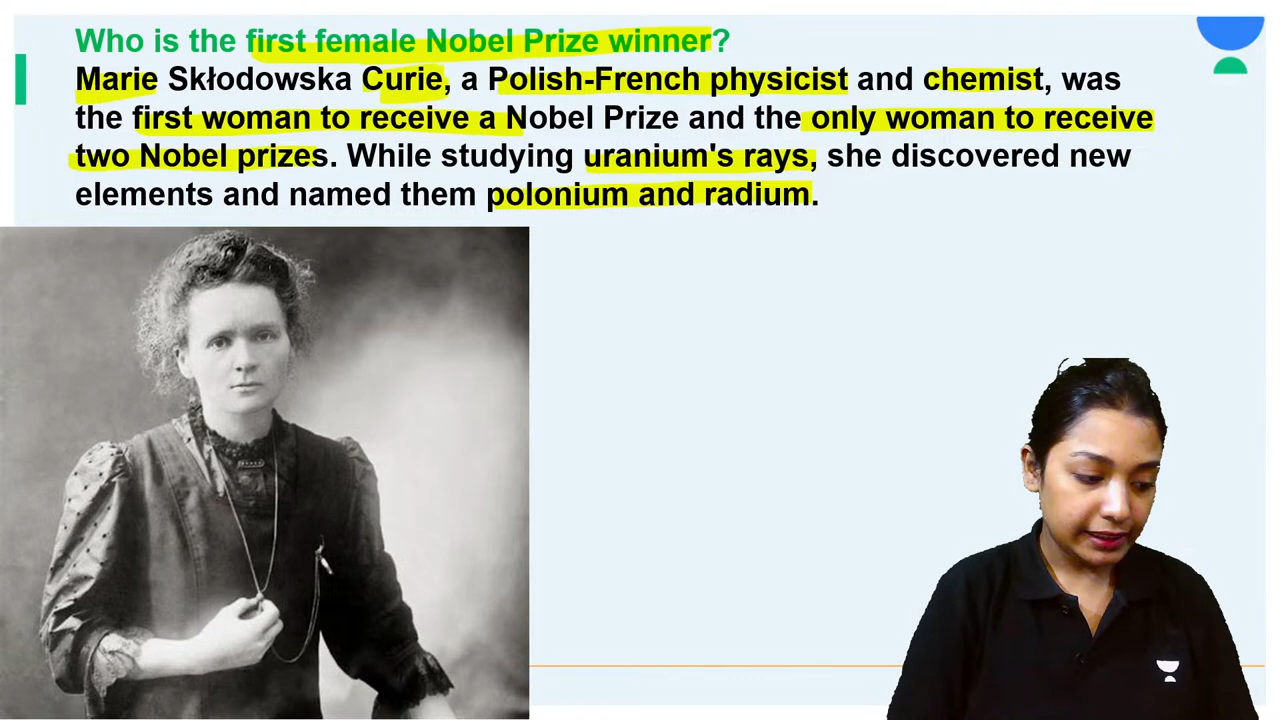 Who is the first female Nobel Prize winner?
Marie Skłodowska Curie, a Polish-French physicist and chemist, was
the first woman to receive a Nobel Prize and the only woman to receive
two Nobel prizes. While studying uranium's rays, she discovered new
elements and named them polonium and radium.